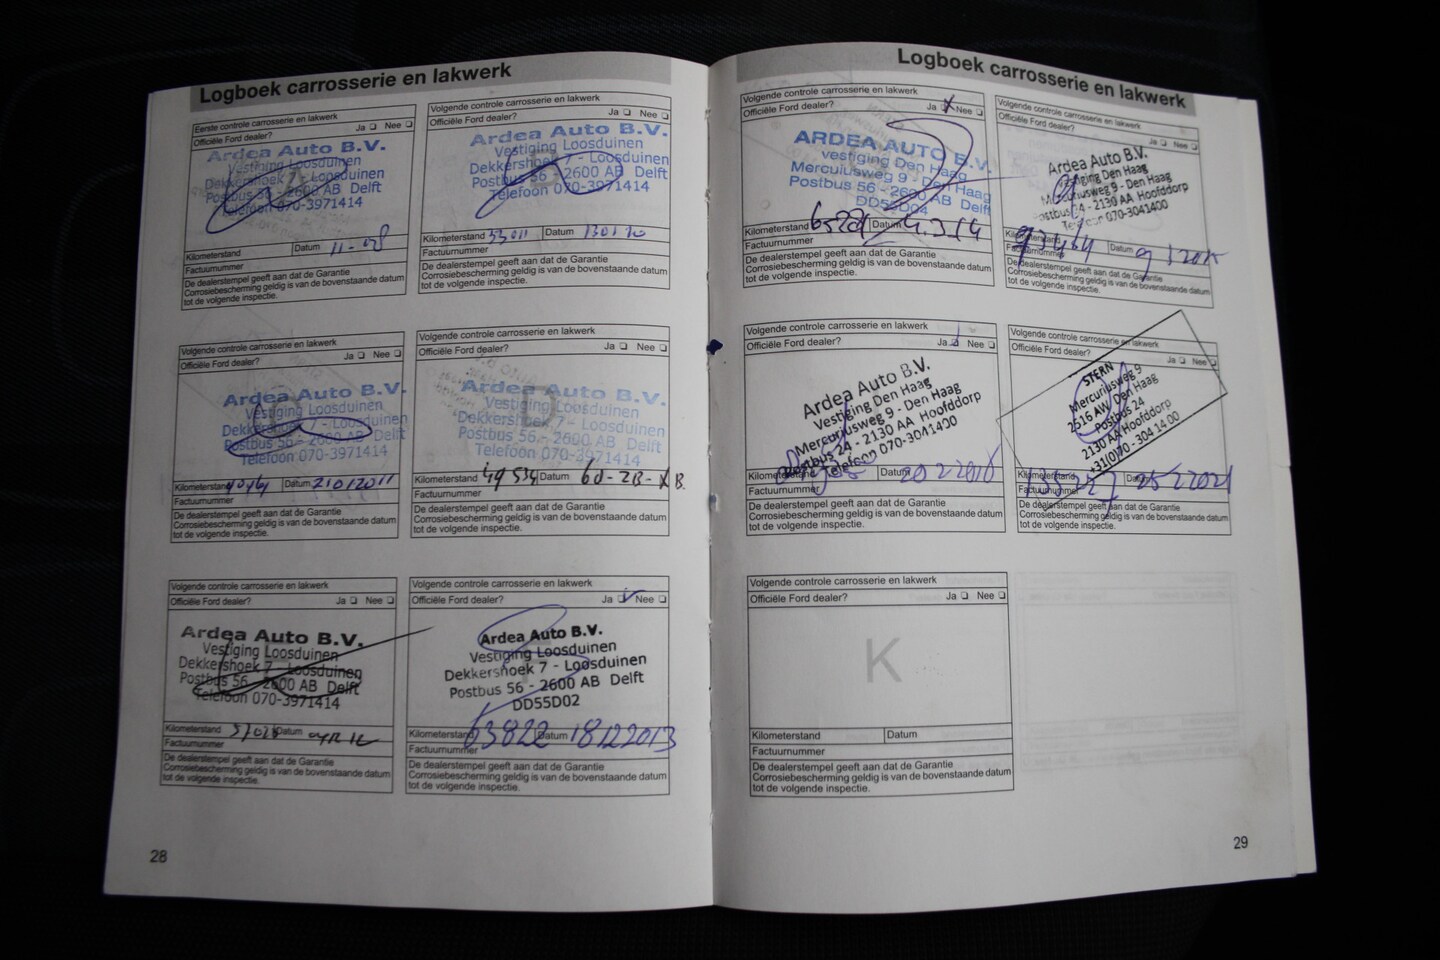 Logboek carrosserie en lakwerk
Eerste controle carrosserie en lakwerk
Officiële Ford dealer? Ja Nee
Ardea Auto B.V.
Vestiging Loosduinen
Dekkershoek 7 - Loosduinen
Postbus 56 - 2600 AB Delft
Telefoon 070-3971414
Kilometerstand Datum 11-08
Factuurnummer
De dealerstempel geeft aan dat de Garantie
Corrosiebescherming geldig is van bovenstaande datum
tot de volgende inspectie.
Volgende controle carrosserie en lakwerk
Officiële Ford dealer? Ja Nee
Ardea Auto B.V.
Vestiging Loosduinen
Dekkershoek 7 - Loosduinen
Postbus 56 - 2600 AB Delft
Telefoon 070-3971414
Kilometerstand 33011 Datum 130110
Factuurnummer
De dealerstempel geeft aan dat de Garantie
Corrosiebescherming geldig is van bovenstaande datum
tot de volgende inspectie.
Volgende controle carrosserie en lakwerk
Officiële Ford dealer? Ja Nee
Ardea Auto B.V.
Vestiging Loosduinen
Dekkershoek 7 - Loosduinen
Postbus 56 - 2600 AB Delft
Telefoon 070-3971414
Kilometerstand Datum 21012011
Factuurnummer
De dealerstempel geeft aan dat de Garantie
Corrosiebescherming geldig is van bovenstaande datum
tot de volgende inspectie.
Volgende controle carrosserie en lakwerk
Officiële Ford dealer? Ja Nee
Ardea Auto B.V.
Vestiging Loosduinen
Dekkershoek 7 - Loosduinen
Postbus 56 - 2600 AB Delft
Telefoon 070-3971414
Kilometerstand 49534 Datum
Factuurnummer
De dealerstempel geeft aan dat de Garantie
Corrosiebescherming geldig is van bovenstaande datum
tot de volgende inspectie.
Volgende controle carrosserie en lakwerk
Officiële Ford dealer? Ja Nee
Ardea Auto B.V.
Vestiging Loosduinen
Dekkershoek 7 - Loosduinen
Postbus 56 - 2600 AB Delft
Telefoon 070-3971414
Kilometerstand Datum
Factuurnummer
De dealerstempel geeft aan dat de Garantie
Corrosiebescherming geldig is van bovenstaande datum
tot de volgende inspectie.
Volgende controle carrosserie en lakwerk
Officiële Ford dealer? Ja Nee
Ardea Auto B.V.
Vestiging Loosduinen
Dekkershoek 7 - Loosduinen
Postbus 56 - 2600 AB Delft
DD55D02
Kilometerstand 63822 Datum 18122013
Factuurnummer
De dealerstempel geeft aan dat de Garantie
Corrosiebescherming geldig is van bovenstaande datum
tot de volgende inspectie.
28
Logboek carrosserie en lakwerk
Volgende controle carrosserie en lakwerk
Officiële Ford dealer? Ja Nee
ARDEA AUTO B.V.
vestiging Den Haag
Mercuriusweg 9 - Den Haag
Postbus 56 - 2600 AB Delft
DD55D04
Kilometerstand Datum 4.3.14
Factuurnummer
De dealerstempel geeft aan dat de Garantie
Corrosiebescherming geldig is van bovenstaande datum
tot de volgende inspectie.
Volgende controle carrosserie en lakwerk
Officiële Ford dealer? Ja Nee
Ardea Auto B.V.
Vestiging Den Haag
Mercuriusweg 9 - Den Haag
Postbus 24 - 2130 AA Hoofddorp
Telefoon 070-3041400
Kilometerstand 93464 Datum
Factuurnummer
De dealerstempel geeft aan dat de Garantie
Corrosiebescherming geldig is van bovenstaande datum
tot de volgende inspectie.
Volgende controle carrosserie en lakwerk
Officiële Ford dealer? Ja Nee
Ardea Auto B.V.
Vestiging Den Haag
Mercuriusweg 9 - Den Haag
Postbus 24 - 2130 AA Hoofddorp
Telefoon 070-3041400
Kilometerstand Datum
Factuurnummer
De dealerstempel geeft aan dat de Garantie
Corrosiebescherming geldig is van bovenstaande datum
tot de volgende inspectie.
Volgende controle carrosserie en lakwerk
Officiële Ford dealer? Ja Nee
STERN
Mercuriusweg 9
2516 AW Den Haag
Postbus 24
2130 AA Hoofddorp
+31(0)70 - 304 14 00
Kilometerstand Datum 2522021
Factuurnummer
De dealerstempel geeft aan dat de Garantie
Corrosiebescherming geldig is van bovenstaande datum
tot de volgende inspectie.
Volgende controle carrosserie en lakwerk
Officiële Ford dealer? Ja Nee
K
Kilometerstand Datum
Factuurnummer
De dealerstempel geeft aan dat de Garantie
Corrosiebescherming geldig is van bovenstaande datum
tot de volgende inspectie.
29